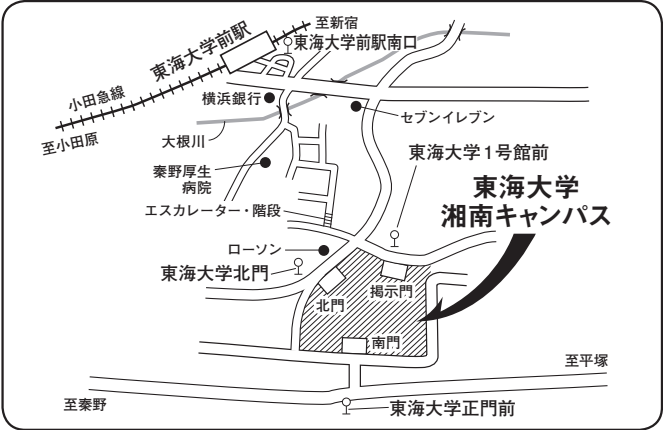 至新宿
東海大学前駅
東海大学前駅南口
小田急線
至小田原
横浜銀行
セブンイレブン
大根川
秦野厚生
病院
東海大学1号館前
東海大学
湘南キャンパス
エスカレーター・階段
ローソン
東海大学北門
掲示門
北門
南門
至平塚
至秦野
東海大学正門前